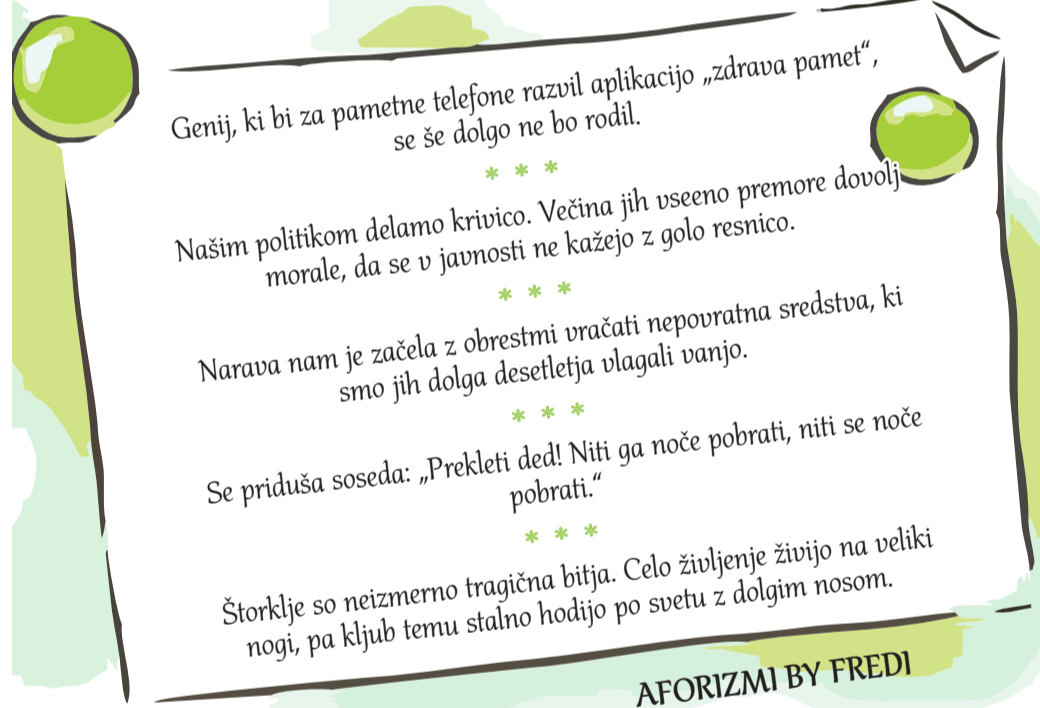 Genij, ki bi za pametne telefone razvil aplikacijo „zdrava pamet“,
se še dolgo ne bo rodil.
* * *
Našim politikom delamo krivico. Večina jih vseeno premore dovolj
morale, da se v javnosti ne kažejo z golo resnico.
* * *
Narava nam je začela z obrestmi vračati nepovratna sredstva, ki
smo jih dolga desetletja vlagali vanjo.
* * *
Se priduša soseda: „Prekleti ded! Niti ga noče pobrati, niti se noče
pobrati.“
* * *
Štorklje so neizmerno tragična bitja. Celo življenje živijo na veliki
nogi, pa kljub temu stalno hodijo po svetu z dolgim nosom.
AFORIZMI BY FREDI